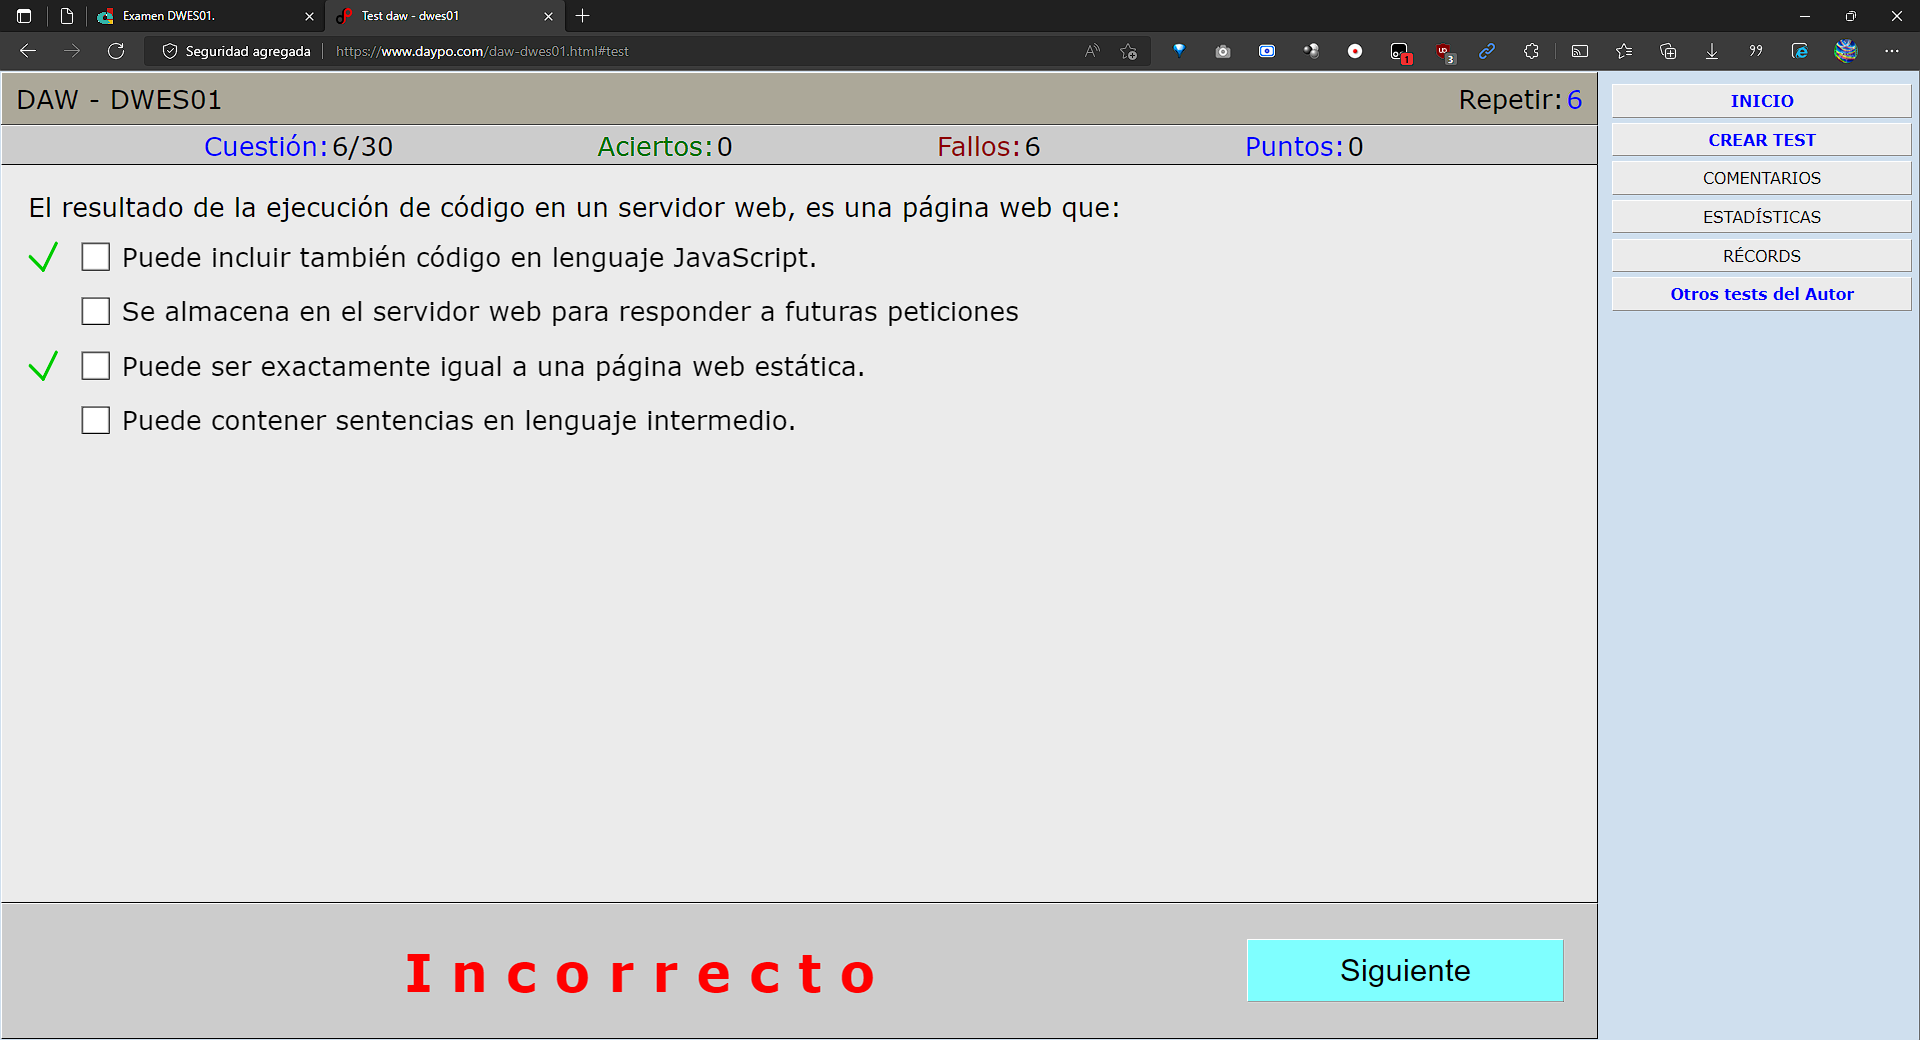 Examen DWES01.
Test daw - dwes01
Seguridad agregada
https://www.daypo.com/daw-dwes01.html#test
1
3
DAW - DWES01
Repetir: 6
Cuestión: 6/30
Aciertos: 0
Fallos: 6
Puntos: 0
El resultado de la ejecución de código en un servidor web, es una página web que:
Puede incluir también código en lenguaje JavaScript.
Se almacena en el servidor web para responder a futuras peticiones
Puede ser exactamente igual a una página web estática.
Puede contener sentencias en lenguaje intermedio.
Incorrecto
Siguiente
INICIO
CREAR TEST
COMENTARIOS
ESTADÍSTICAS
RÉCORDS
Otros tests del Autor